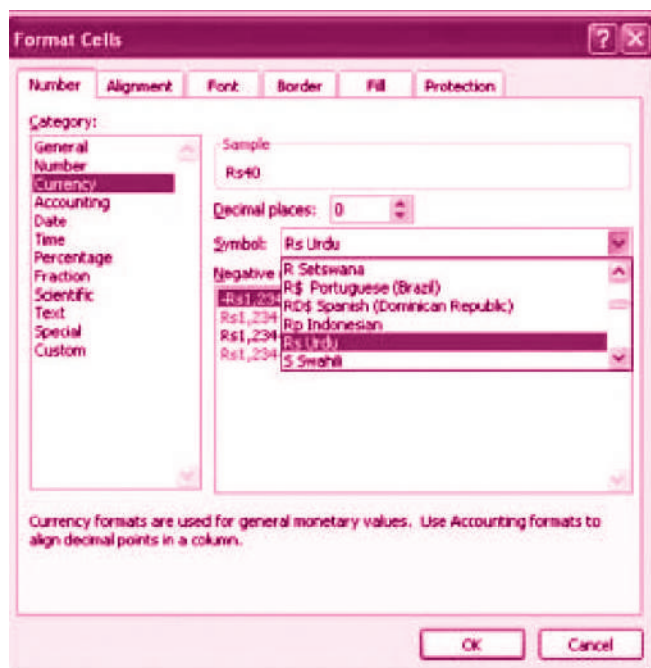 Format Cells
Number Alignment Font Border Fill Protection
Category:
General
Number
Currency
Accounting
Date
Time
Percentage
Fraction
Scientific
Text
Special
Custom
Sample
Rs40
Decimal places: 0
Symbol: Rs Urdu
Negative
R Setswana
R$ Portuguese (Brazil)
RD$ Spanish (Dominican Republic)
Rp Indonesian
Rs Urdu
S Swahili
-Rs1,234
Rs1,234
Rs1,234
Rs1,234
Currency formats are used for general monetary values. Use Accounting formats to
align decimal points in a column.
OK Cancel